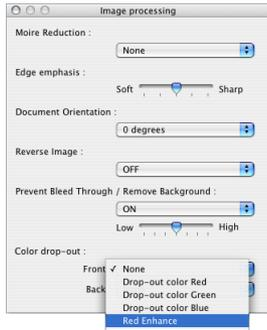 Image processing
Moire Reduction :
None
Edge emphasis :
Soft Sharp
Document Orientation :
0 degrees
Reverse Image :
OFF
Prevent Bleed Through / Remove Background :
ON
Low High
Color drop-out :
Front ✓ None
Drop-out color Red
Back Drop-out color Green
Drop-out color Blue
Red Enhance